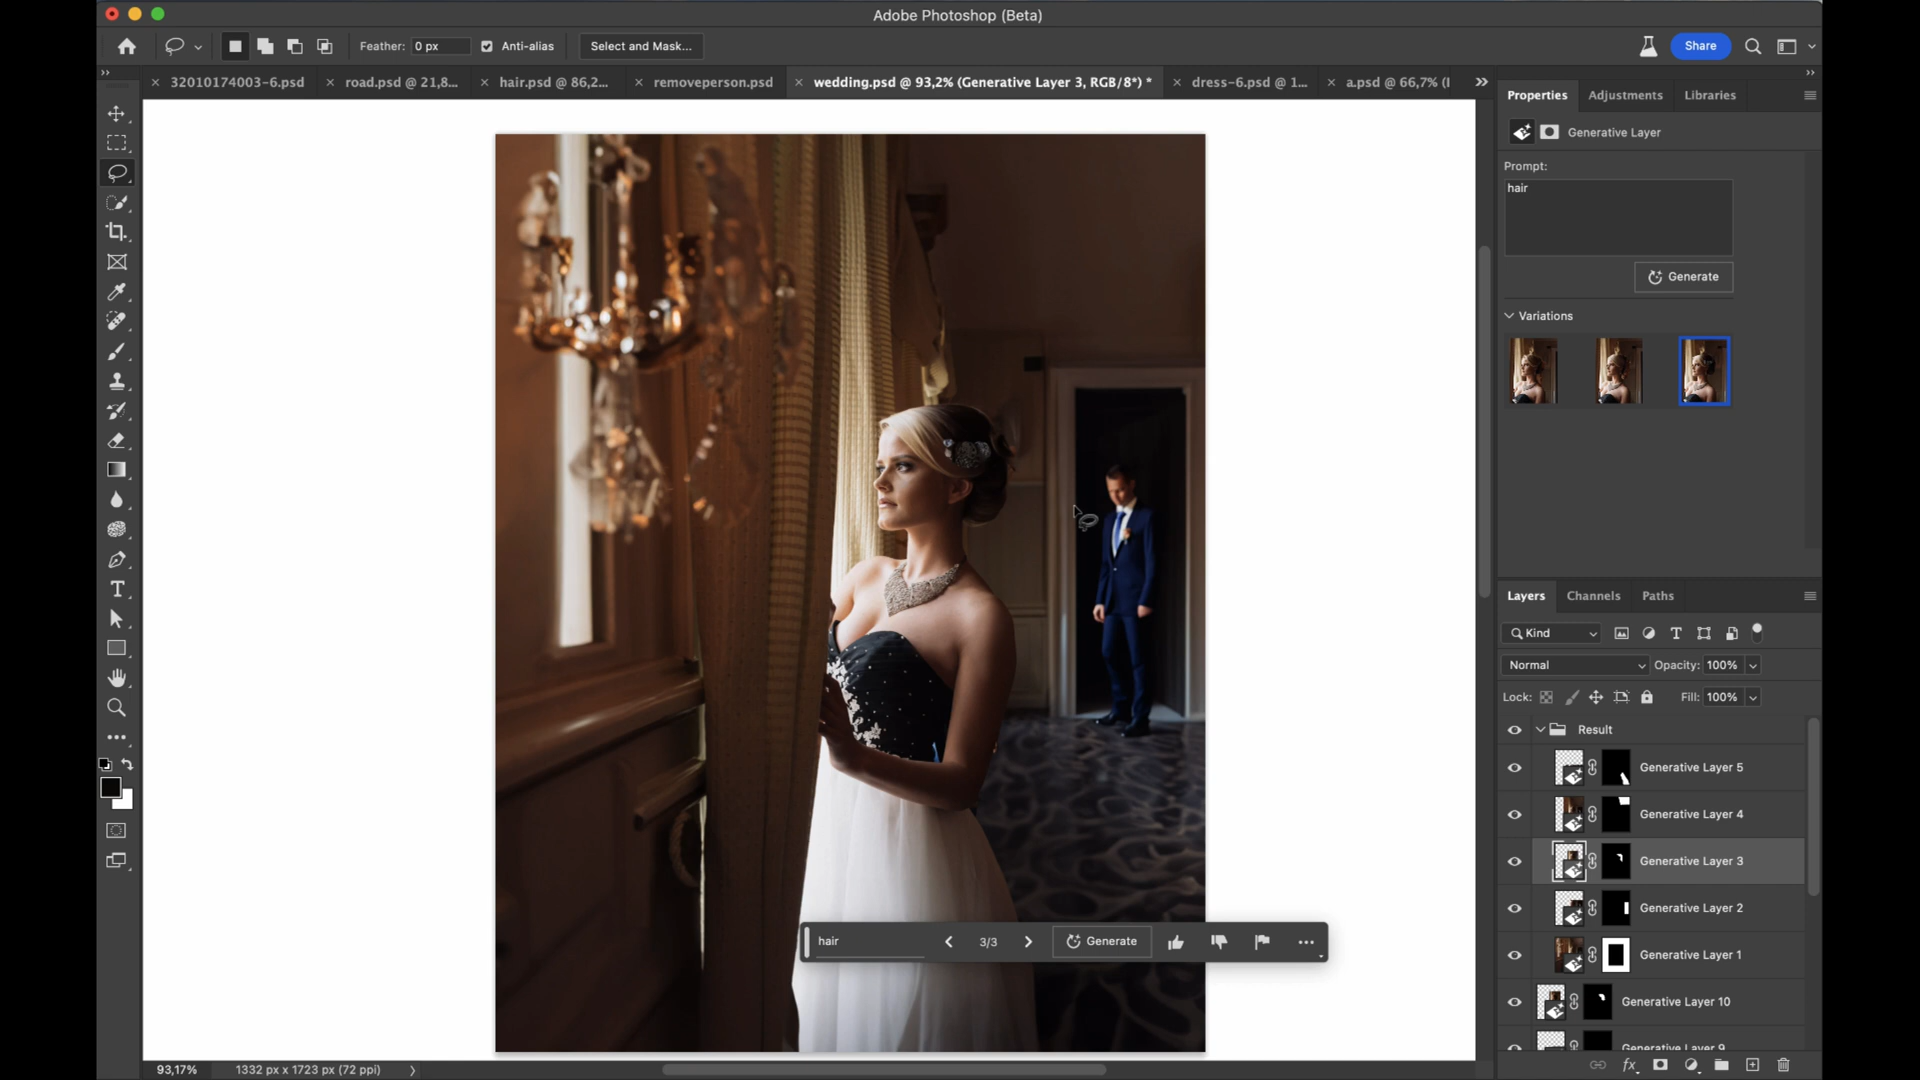 Adobe Photoshop (Beta)
Feather: 0 px Anti-alias Select and Mask... Share
32010174003-6.psd road.psd @ 21,8... hair.psd @ 86,2... removeperson.psd wedding.psd @ 93,2% (Generative Layer 3, RGB/8*) * dress-6.psd @ 1... a.psd @ 66,7% (I
Properties Adjustments Libraries
Generative Layer
Prompt:
hair
Generate
Variations
Layers Channels Paths
Kind
Normal Opacity: 100%
Lock: Fill: 100%
Result
Generative Layer 5
Generative Layer 4
Generative Layer 3
Generative Layer 2
Generative Layer 1
Generative Layer 10
Generative Layer 9
hair 3/3 Generate
93,17% 1332 px x 1723 px (72 ppi)